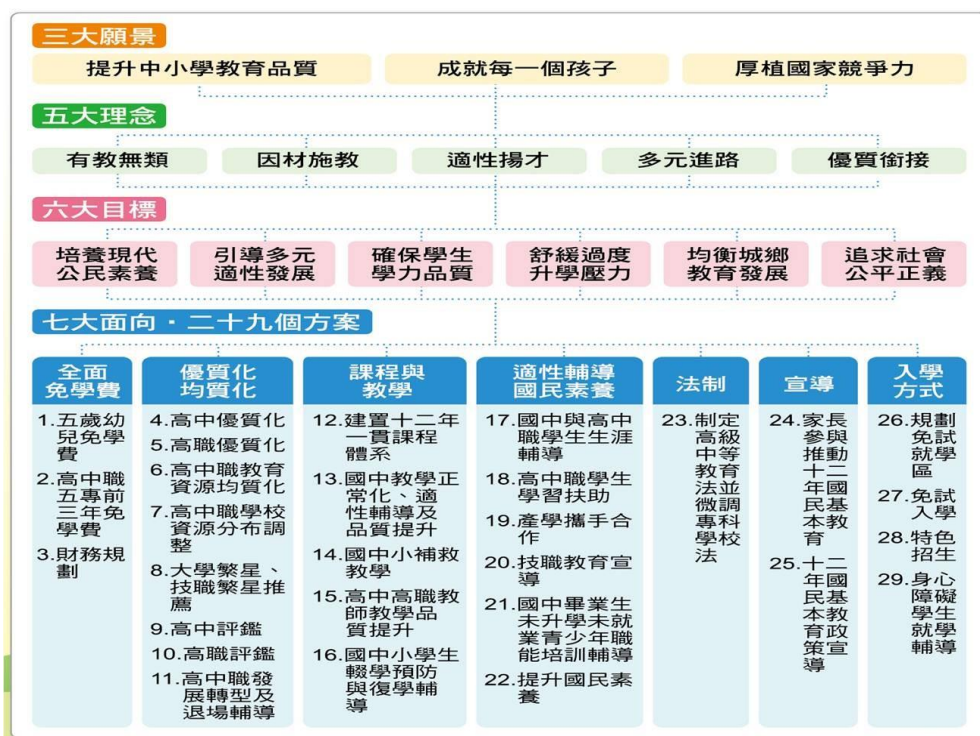 三大願景
提升中小學教育品質
成就每一個孩子
厚植國家競爭力
五大理念
有教無類
因材施教
適性揚才
多元進路
優質銜接
六大目標
培養現代
公民素養
引導多元
適性發展
確保學生
學力品質
舒緩過度
升學壓力
均衡城鄉
教育發展
追求社會
公平正義
七大面向・二十九個方案
全面
免學費
1.五歲幼
兒免學
費
2.高中職
五專前
三年免
學費
3.財務規
劃
優質化
均質化
4.高中優質化
5.高職優質化
6.高中職教育
資源均質化
7.高中職學校
資源分布調
整
8.大學繁星、
技職繁星推
薦
9.高中評鑑
10.高職評鑑
11.高中職發
展轉型及
退場輔導
課程與
教學
12.建置十二年
一貫課程
體系
13.國中教學正
常化、適
性輔導及
品質提升
14.國中小補救
教學
15.高中高職教
師教學品
質提升
16.國中小學生
輟學預防
與復學輔
導
適性輔導
國民素養
17.國中與高中
職學生生涯
輔導
18.高中職學生
學習扶助
19.產學攜手合
作
20.技職教育宣
導
21.國中畢業生
未升學未就
業青少年職
能培訓輔導
22.提升國民素
養
法制
23.制定
高級
中等
教育
法並
微調
專科
學校
法
宣導
24.家長
參與
推動
十二
年國
民基
本教
育
25.十二
年國
民基
本教
育政
策宣
導
入學
方式
26.規劃
免試
就學
區
27.免試
入學
28.特色
招生
29.身心
障礙
學生
就學
輔導